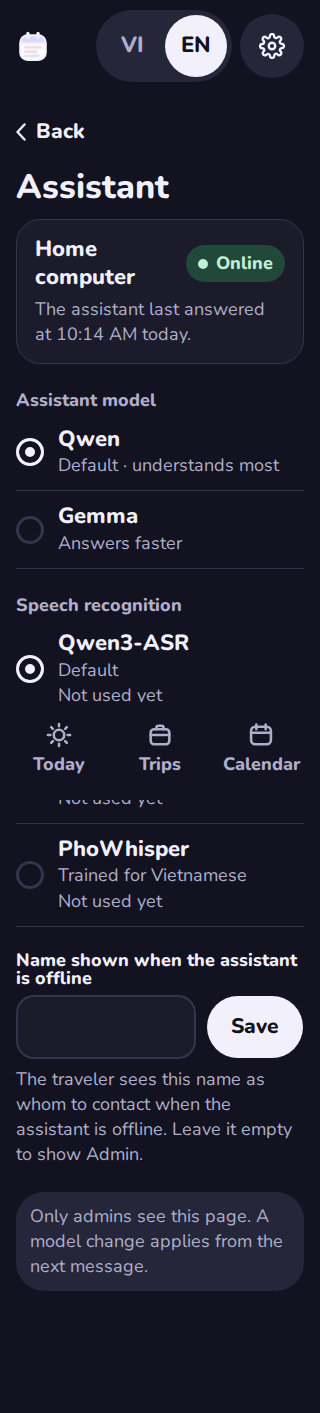 VI EN
Back
Assistant
Home
computer
Online
The assistant last answered
at 10:14 AM today.
Assistant model
Qwen
Default · understands most
Gemma
Answers faster
Speech recognition
Qwen3-ASR
Default
Not used yet
Today Trips Calendar
Not used yet
PhoWhisper
Trained for Vietnamese
Not used yet
Name shown when the assistant
is offline
Save
The traveler sees this name as
whom to contact when the
assistant is offline. Leave it empty
to show Admin.
Only admins see this page. A
model change applies from the
next message.